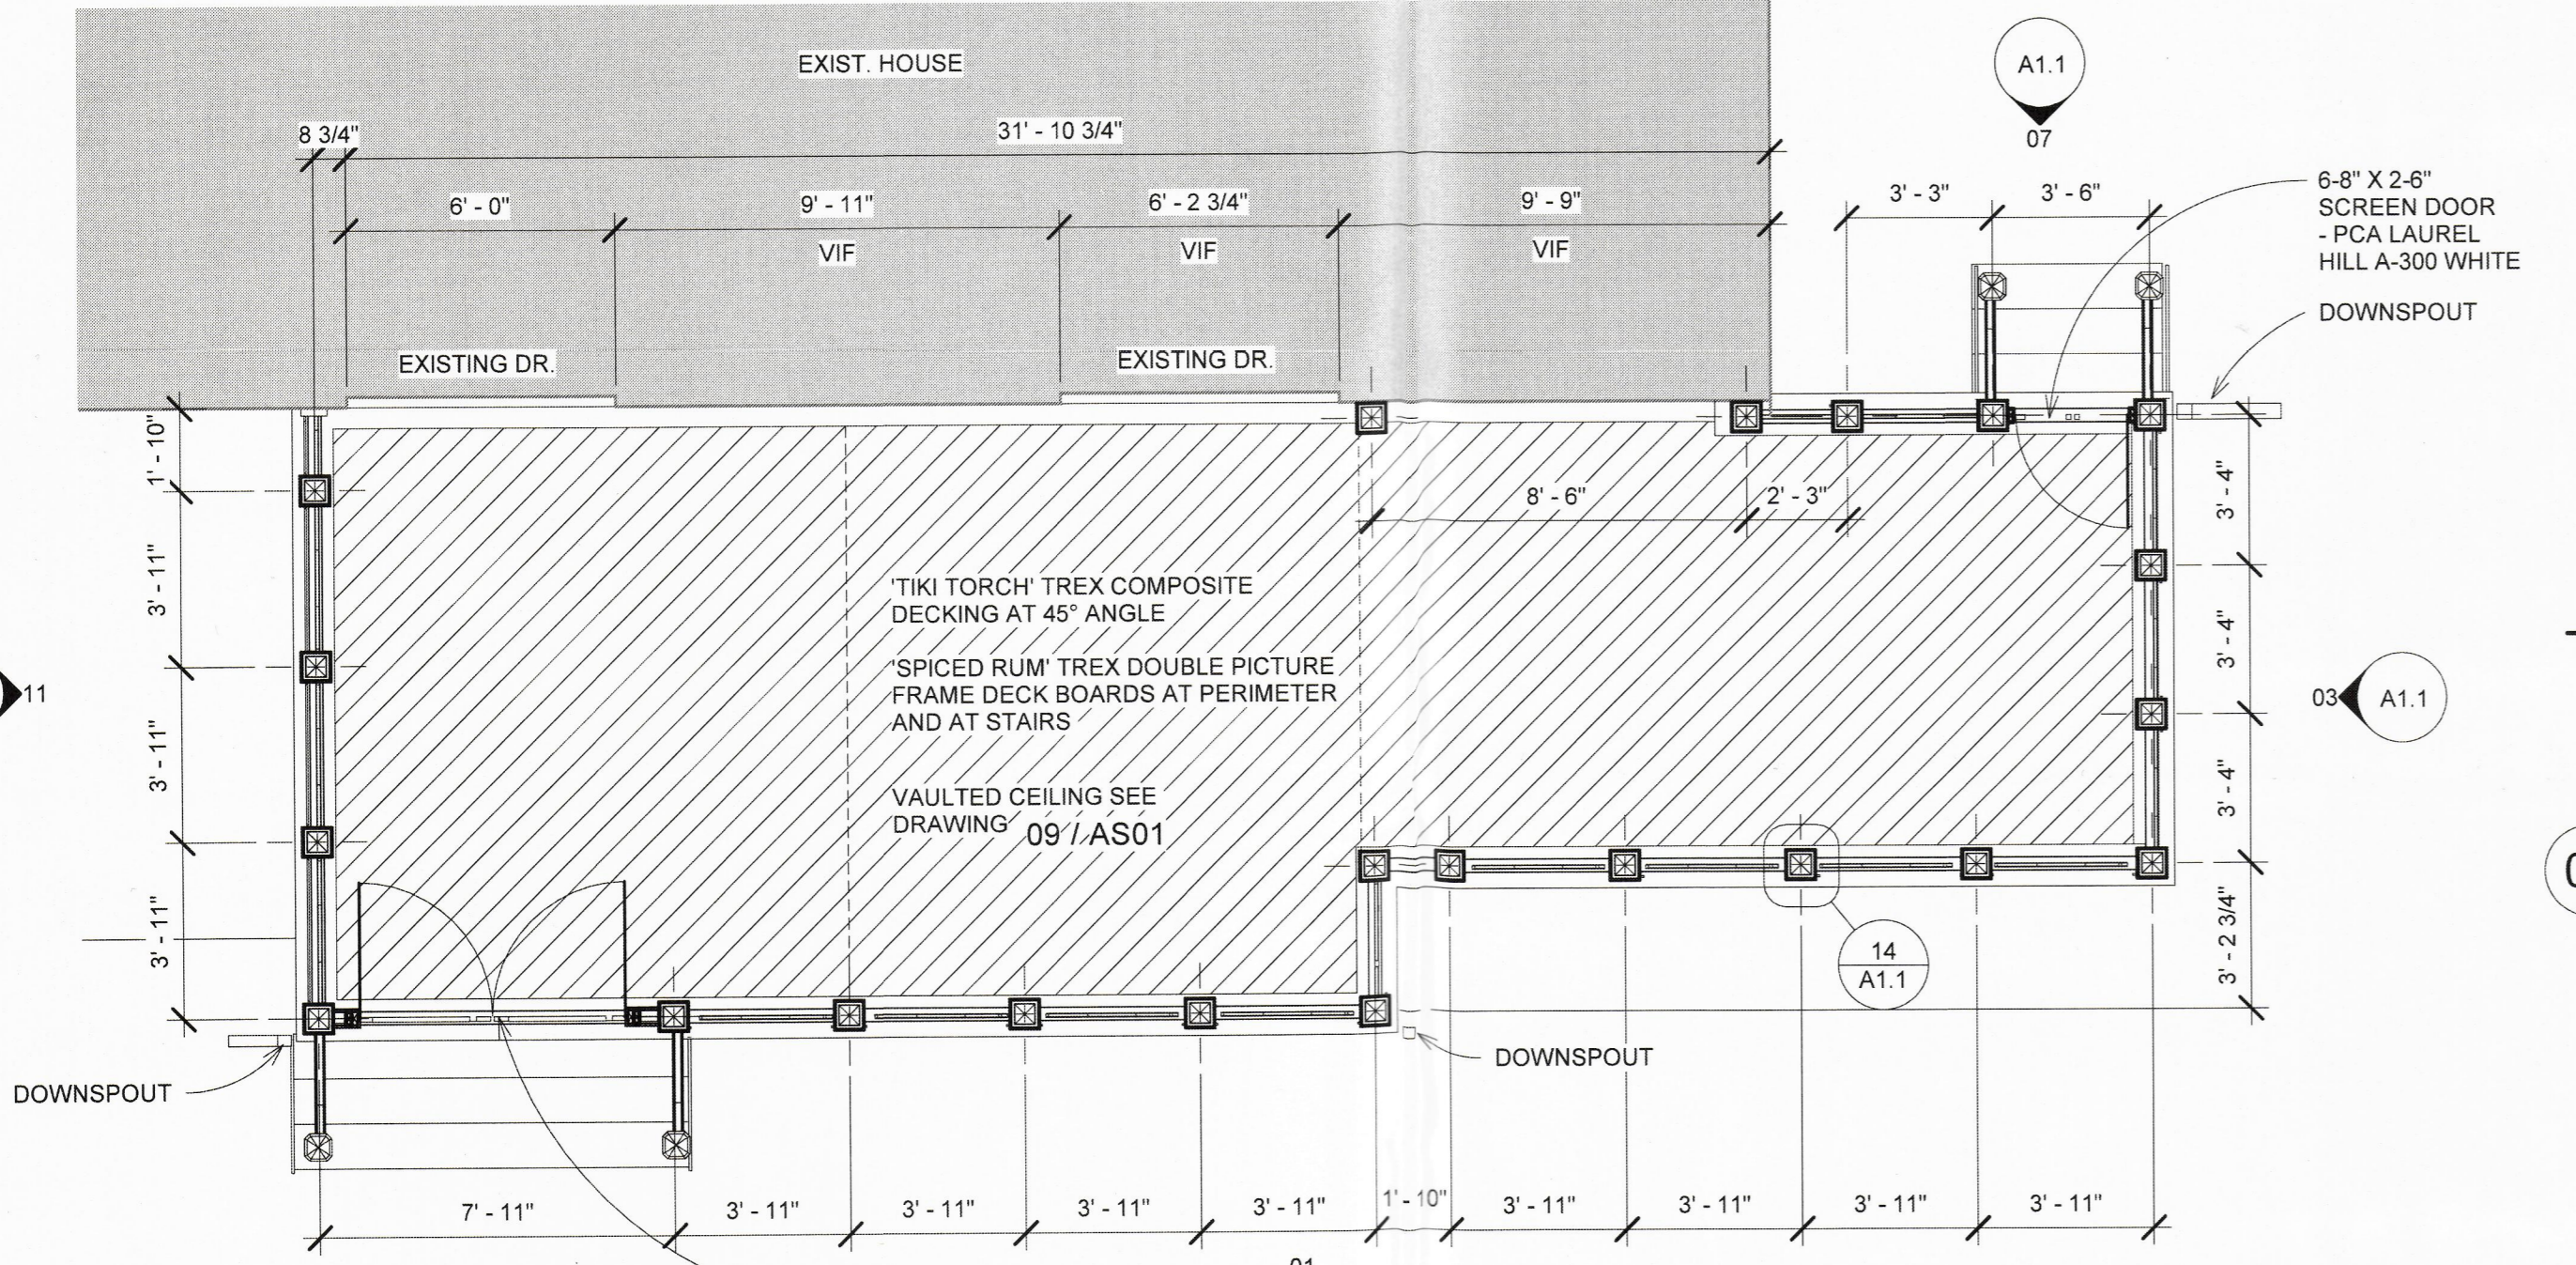 EXIST. HOUSE
A1.1
07
8 3/4"
31' - 10 3/4"
6' - 0"
9' - 11"
VIF
6' - 2 3/4"
VIF
9' - 9"
VIF
3' - 3"
3' - 6"
6-8" X 2-6"
SCREEN DOOR
- PCA LAUREL
HILL A-300 WHITE
DOWNSPOUT
EXISTING DR.
EXISTING DR.
1' - 10"
3' - 11"
3' - 11"
3' - 11"
8' - 6"
2' - 3"
3' - 4"
3' - 4"
3' - 4"
3' - 2 3/4"
'TIKI TORCH' TREX COMPOSITE
DECKING AT 45° ANGLE
'SPICED RUM' TREX DOUBLE PICTURE
FRAME DECK BOARDS AT PERIMETER
AND AT STAIRS
VAULTED CEILING SEE
DRAWING 09 / AS01
11
03
A1.1
14
A1.1
DOWNSPOUT
DOWNSPOUT
7' - 11"
3' - 11"
3' - 11"
3' - 11"
3' - 11"
1' - 10"
3' - 11"
3' - 11"
3' - 11"
3' - 11"